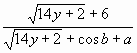 √(14y + 2) + 6
√(14y + 2) + cos b + a